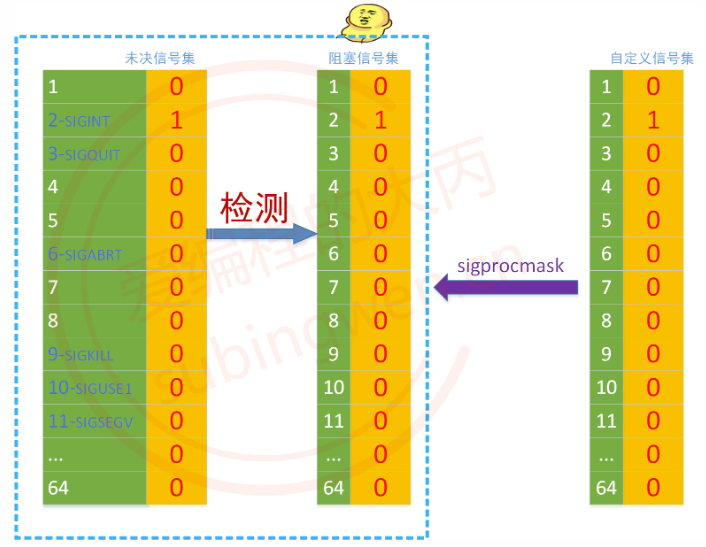 未决信号集 阻塞信号集 自定义信号集
1 0 1 0 1 0
2-SIGINT 1 2 1 2 1
3-SIGQUIT 0 3 0 3 0
4 0 4 0 4 0
检测
5 0 5 0 5 0
6-SIGABRT 0 6 0 6 0
sigprocmask
7 0 7 0 7 0
8 0 8 0 8 0
9-SIGKILL 0 9 0 9 0
10-SIGUSE1 0 10 0 10 0
11-SIGSEGV 0 11 0 11 0
... 0 ... 0 ... 0
64 0 64 0 64 0
爱编程的大丙
subingwen.cn